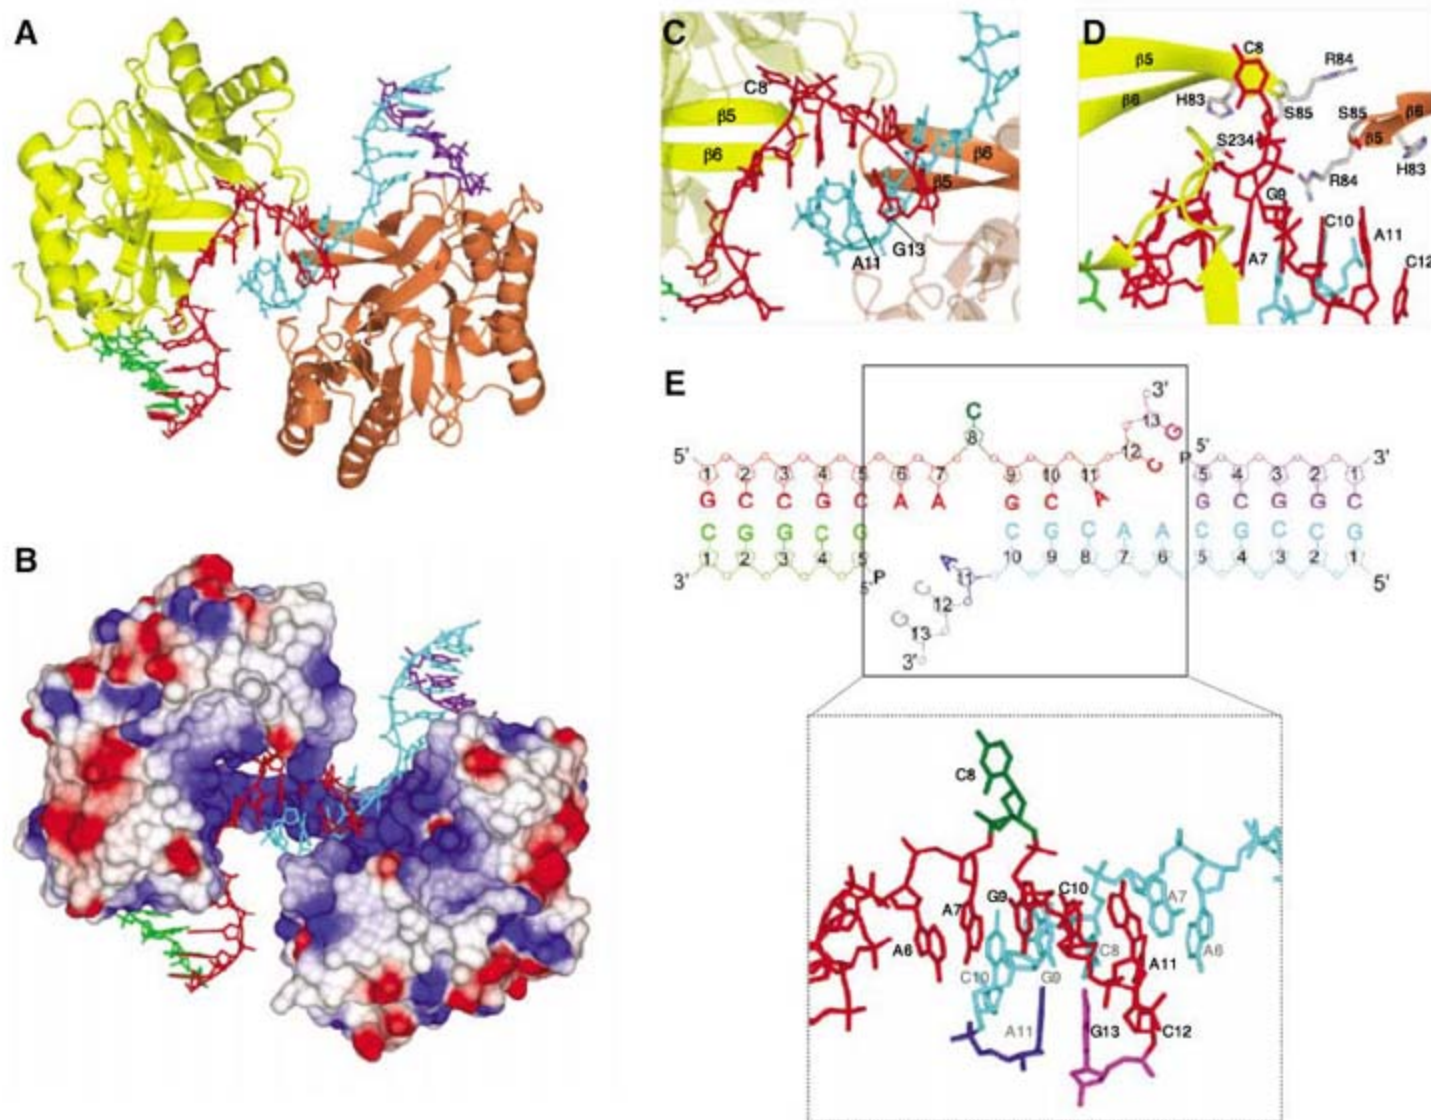 A
C
C8
β5
β6
β6
β5
A11
G13
D
C8
β5
R84
β6
H83
S85
S85
β6
β5
S234
H83
R84
G9
C10
A11
A7
C12
B
E
3'
C
13
G
8
12
C
5'
P
5'
3'
1 2 3 4 5 6 7 9 10 11 5 4 3 2 1
G C C G C A A G C A G C G G C
C G G C G C G C A A C G C C G
1 2 3 4 5 10 9 8 7 6 5 4 3 2 1
A
11
3'
5'
P
5'
C
12
G
13
3'
C8
C10
A7
G9
A7
A6
C8
A6
C10
G9
A11
A11
G13
C12